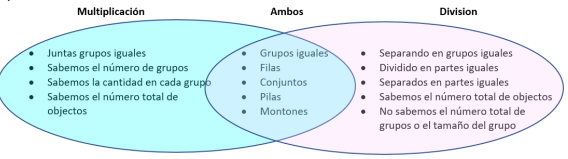 Multiplicación
Ambos
Division
• Juntas grupos iguales
• Sabemos el número de grupos
• Sabemos la cantidad en cada grupo
• Sabemos el número total de
objectos
• Grupos iguales
• Filas
• Conjuntos
• Pilas
• Montones
• Separando en grupos iguales
• Dividido en partes iguales
• Separados en partes iguales
• Sabemos el número total de objectos
• No sabemos el número total de
grupos o el tamaño del grupo